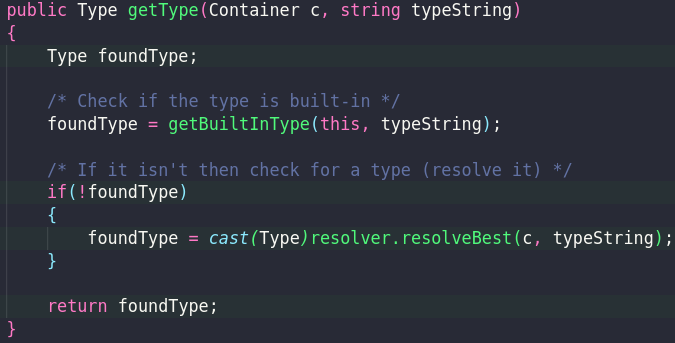 public Type getType(Container c, string typeString)
{
    Type foundType;

    /* Check if the type is built-in */
    foundType = getBuiltInType(this, typeString);

    /* If it isn't then check for a type (resolve it) */
    if(!foundType)
    {
        foundType = cast(Type)resolver.resolveBest(c, typeString);
    }

    return foundType;
}